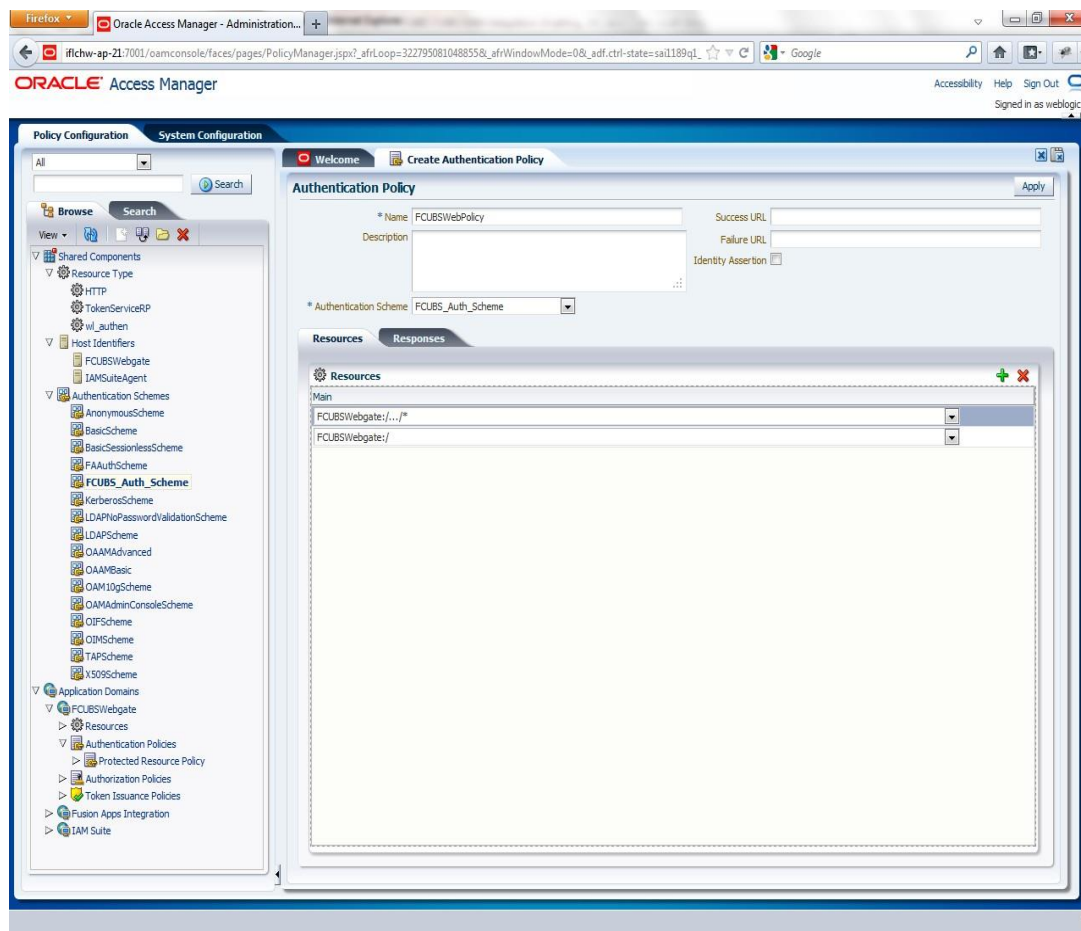 Firefox
Oracle Access Manager - Administration...
iflchw-ap-21:7001/oamconsole/faces/pages/PolicyManager.jspx?_afrLoop=322795081048855&_afrWindowMode=0&_adf.ctrl-state=sai1189q1_
Google
ORACLE Access Manager
Accessibility Help Sign Out
Signed in as weblogic
Policy Configuration System Configuration
All
Search
Browse Search
View
Shared Components
Resource Type
HTTP
TokenServiceRP
wl_authen
Host Identifiers
FCUBSWebgate
IAMSuiteAgent
Authentication Schemes
AnonymousScheme
BasicScheme
BasicSessionlessScheme
FAAuthScheme
FCUBS_Auth_Scheme
KerberosScheme
LDAPNoPasswordValidationScheme
LDAPScheme
OAAMAdvanced
OAAMBasic
OAM10gScheme
OAMAdminConsoleScheme
OIFScheme
OIMScheme
TAPScheme
X509Scheme
Application Domains
FCUBSWebgate
Resources
Authentication Policies
Protected Resource Policy
Authorization Policies
Token Issuance Policies
Fusion Apps Integration
IAM Suite
Welcome Create Authentication Policy
Authentication Policy Apply
* Name FCUBSWebPolicy
Description
* Authentication Scheme FCUBS_Auth_Scheme
Success URL
Failure URL
Identity Assertion
Resources Responses
Resources
Main
FCUBSWebgate:/.../*
FCUBSWebgate:/